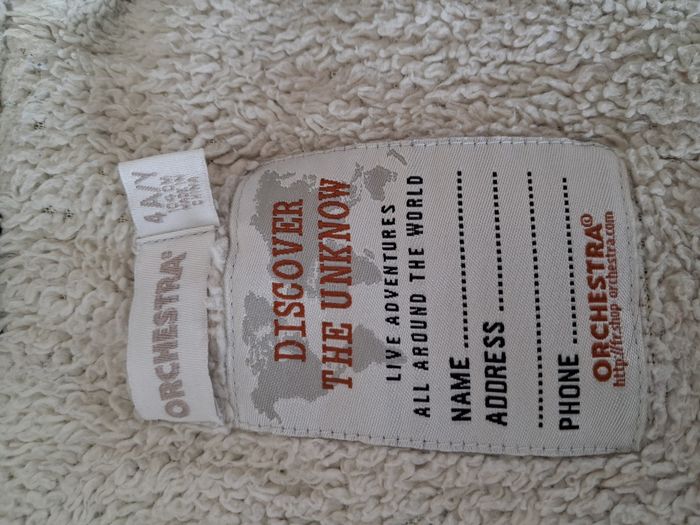 ORCHESTRA®
4 A/Y
104CM
DISCOVER
THE UNKNOW
LIVE ADVENTURES
ALL AROUND THE WORLD
NAME ....................
ADDRESS ....................
....................
PHONE ....................
ORCHESTRA®
http://fr.shop-orchestra.com